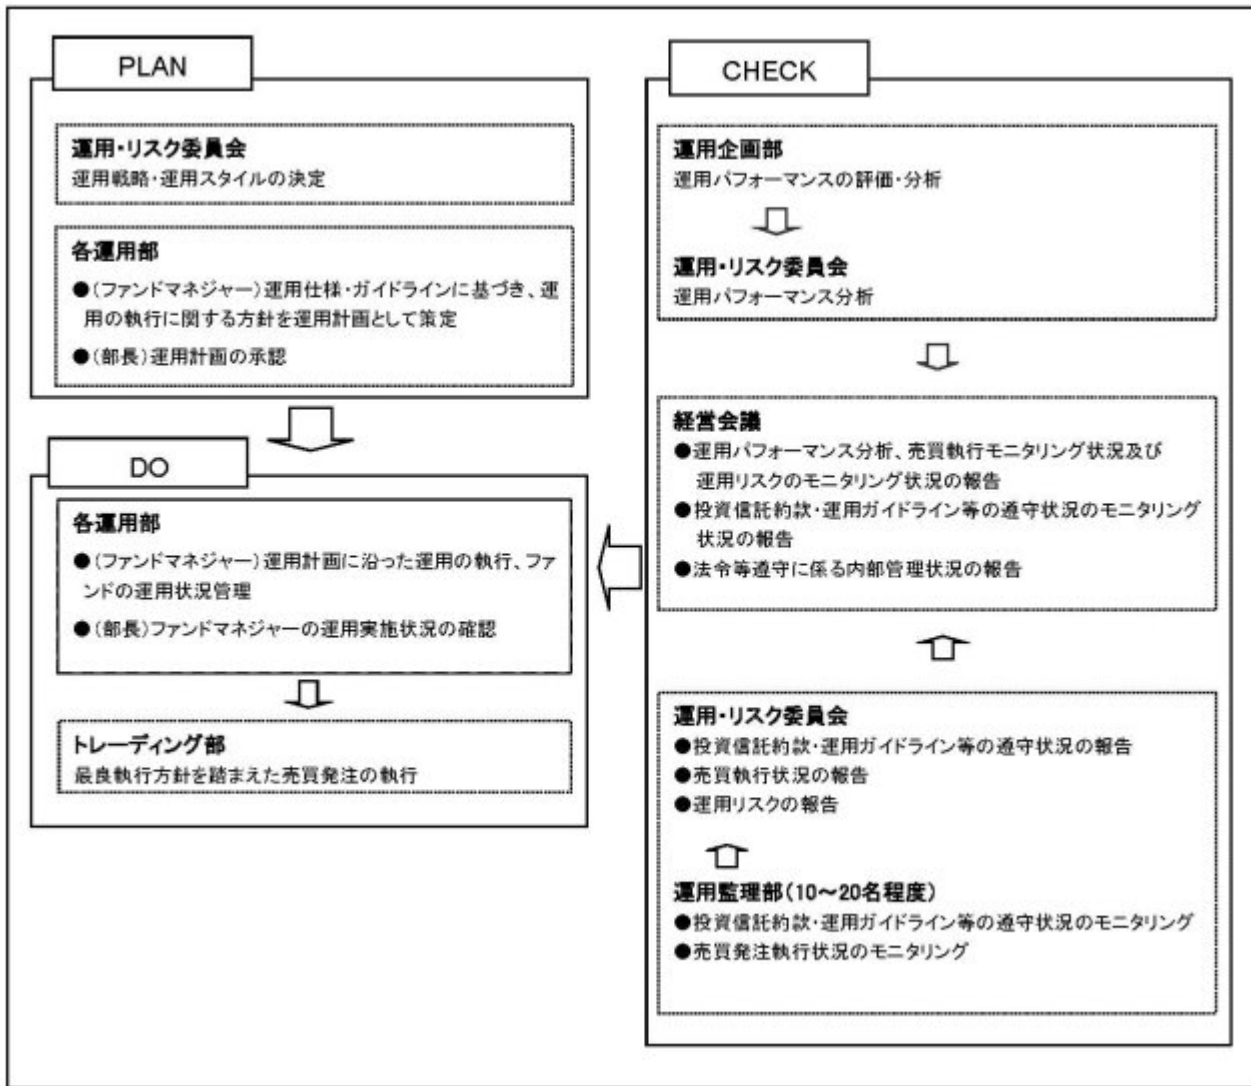 PLAN
運用・リスク委員会
運用戦略・運用スタイルの決定
各運用部
●(ファンドマネジャー)運用仕様・ガイドラインに基づき、運
用の執行に関する方針を運用計画として策定
●(部長)運用計画の承認
DO
各運用部
●(ファンドマネジャー)運用計画に沿った運用の執行、ファ
ンドの運用状況管理
●(部長)ファンドマネジャーの運用実施状況の確認
トレーディング部
最良執行方針を踏まえた売買発注の執行
CHECK
運用企画部
運用パフォーマンスの評価・分析
運用・リスク委員会
運用パフォーマンス分析
経営会議
●運用パフォーマンス分析、売買執行モニタリング状況及び
運用リスクのモニタリング状況の報告
●投資信託約款・運用ガイドライン等の遵守状況のモニタリング
状況の報告
●法令等遵守に係る内部管理状況の報告
運用・リスク委員会
●投資信託約款・運用ガイドライン等の遵守状況の報告
●売買執行状況の報告
●運用リスクの報告
運用監理部(10~20名程度)
●投資信託約款・運用ガイドライン等の遵守状況のモニタリング
●売買発注執行状況のモニタリング